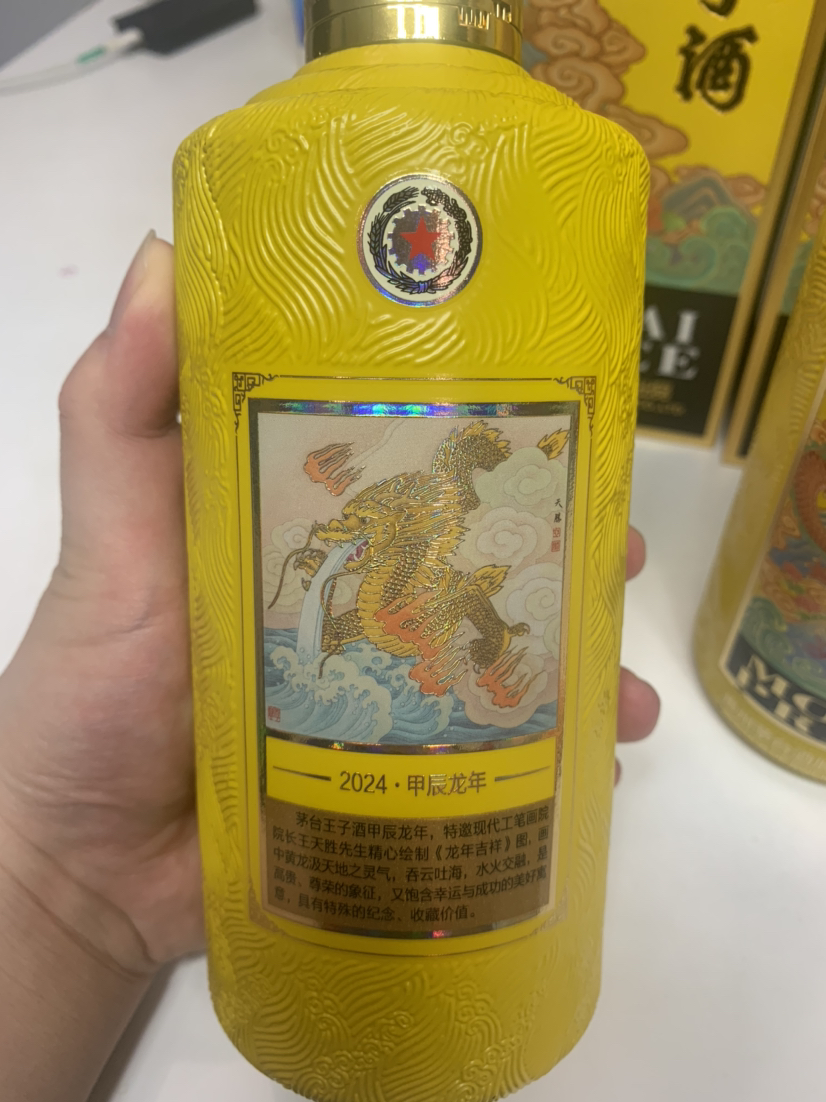 酒
AI
CE
天勝
2024·甲辰龙年
茅台王子酒甲辰龙年，特邀现代工笔画院
院长王天胜先生精心绘制《龙年吉祥》图，画
中黄龙汲天地之灵气，吞云吐海，水火交融，是
高贵、尊荣的象征，又饱含幸运与成功的美好寓
意，具有特殊的纪念、收藏价值。
MO